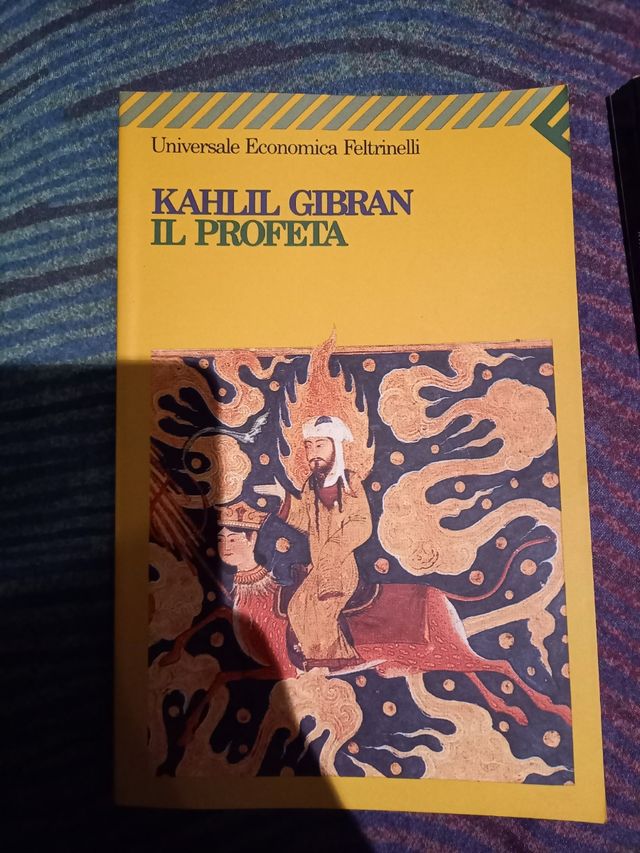 Universale Economica Feltrinelli
KAHLIL GIBRAN
IL PROFETA